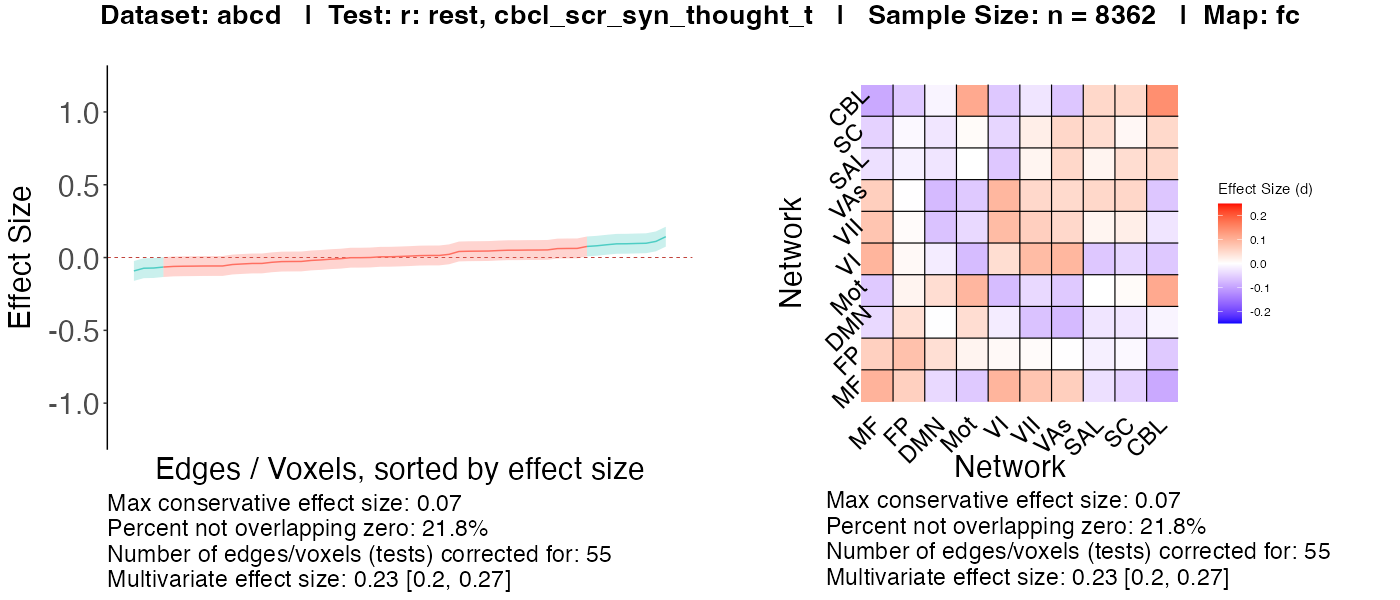 Dataset: abcd | Test: r: rest, cbcl_scr_syn_thought_t | Sample Size: n = 8362 | Map: fc
Effect Size
1.0
0.5
0.0
-0.5
-1.0
Edges / Voxels, sorted by effect size
Max conservative effect size: 0.07
Percent not overlapping zero: 21.8%
Number of edges/voxels (tests) corrected for: 55
Multivariate effect size: 0.23 [0.2, 0.27]
Network
CBL
SC
SAL
VAs
VII
VI
Mot
DMN
FP
MF
MF
FP
DMN
Mot
VI
VII
VAs
SAL
SC
CBL
Network
Effect Size (d)
0.2
0.1
0.0
-0.1
-0.2
Max conservative effect size: 0.07
Percent not overlapping zero: 21.8%
Number of edges/voxels (tests) corrected for: 55
Multivariate effect size: 0.23 [0.2, 0.27]